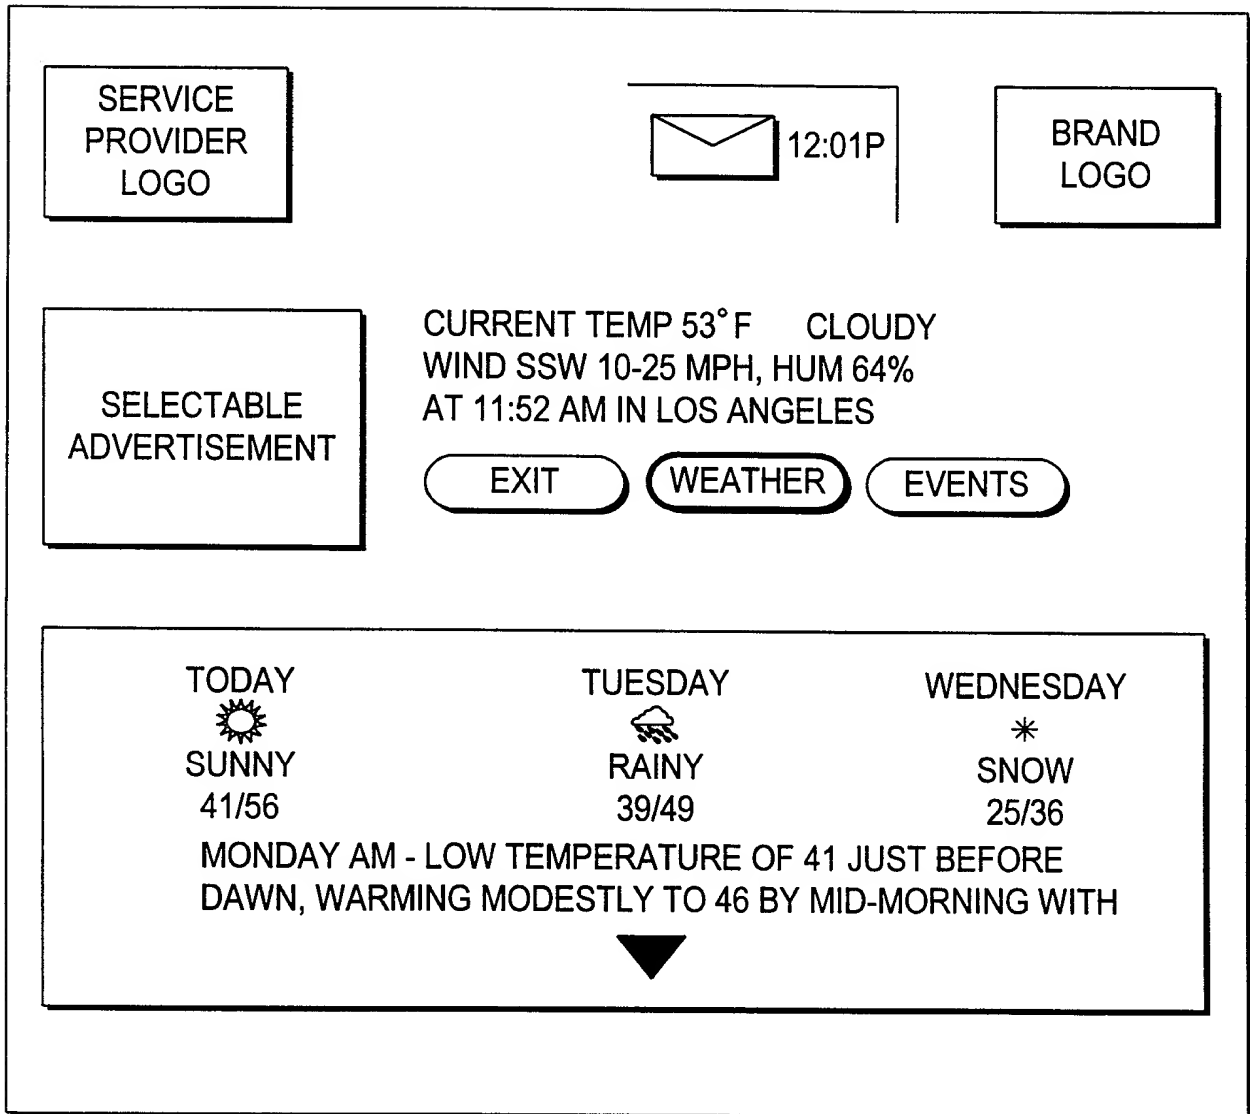 SERVICE
PROVIDER
LOGO
12:01P
BRAND
LOGO
SELECTABLE
ADVERTISEMENT
CURRENT TEMP 53°F CLOUDY
WIND SSW 10-25 MPH, HUM 64%
AT 11:52 AM IN LOS ANGELES
EXIT WEATHER EVENTS
TODAY TUESDAY WEDNESDAY
SUNNY RAINY SNOW
41/56 39/49 25/36
MONDAY AM - LOW TEMPERATURE OF 41 JUST BEFORE
DAWN, WARMING MODESTLY TO 46 BY MID-MORNING WITH